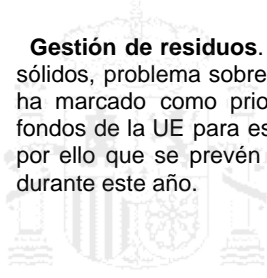 Gestión de residuos.
sólidos, problema sobre
ha marcado como prio
fondos de la UE para es
por ello que se prevén
durante este año.